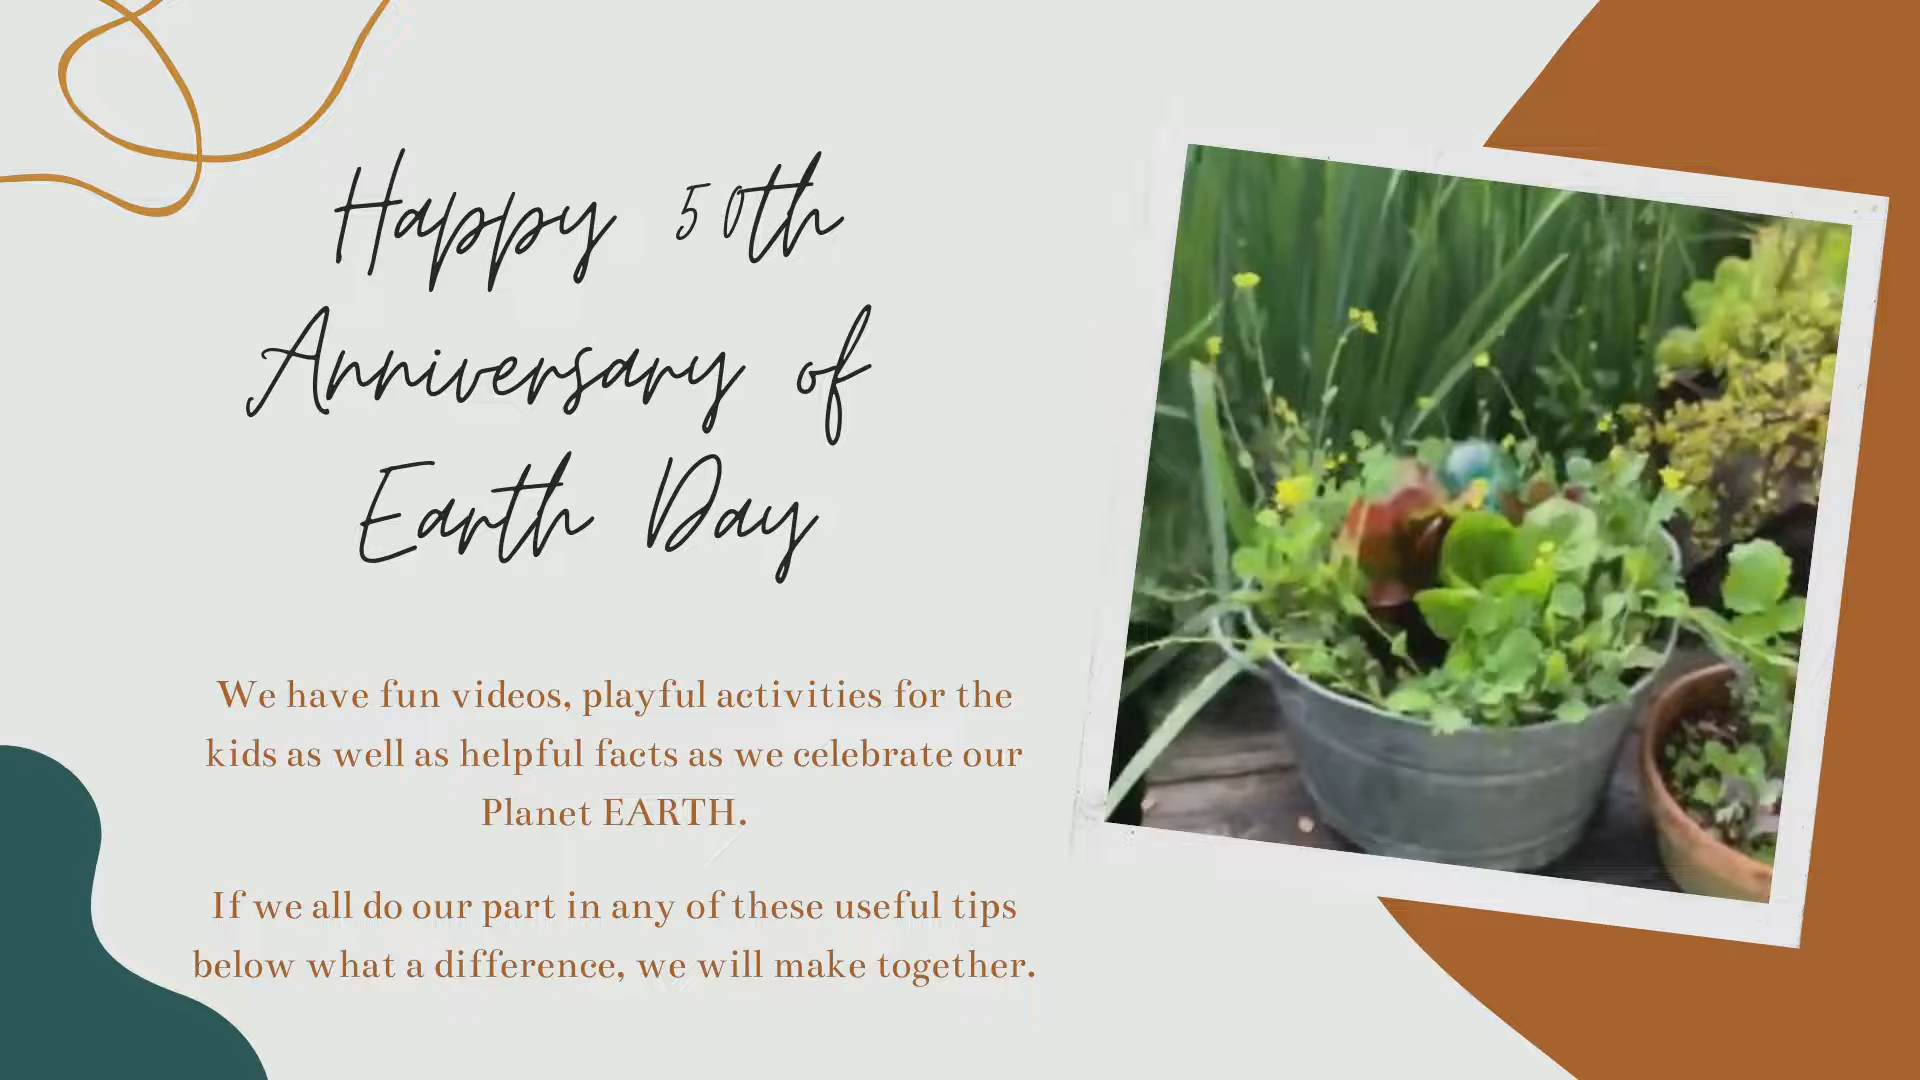 Happy 50th
Anniversary of
Earth Day
We have fun videos, playful activities for the
kids as well as helpful facts as we celebrate our
Planet EARTH.
If we all do our part in any of these useful tips
below what a difference, we will make together.